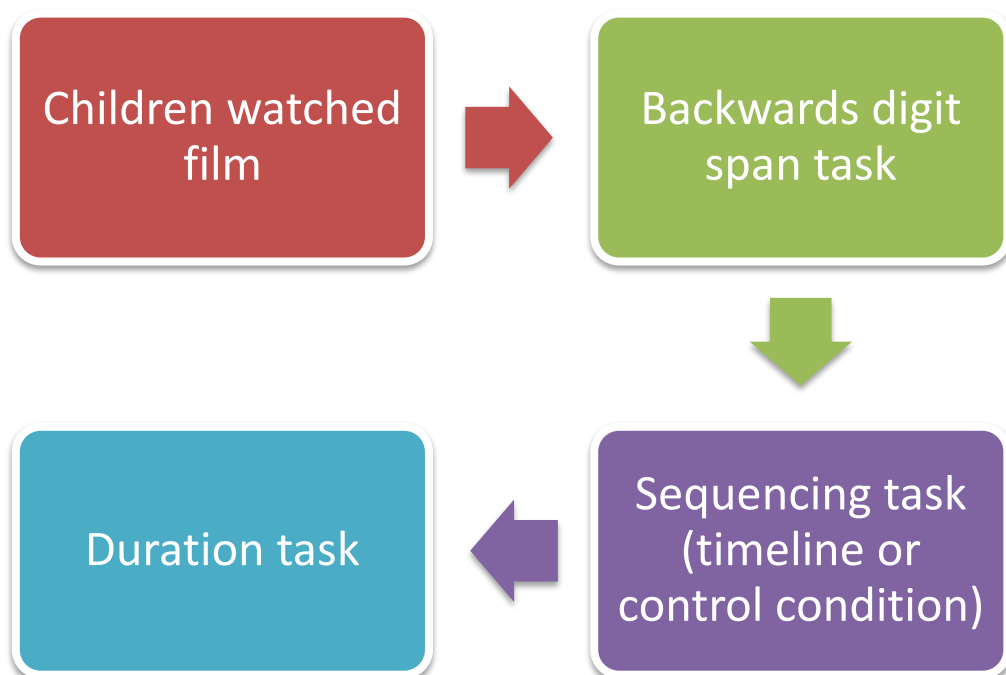 Children watched
film
Backwards digit
span task
Sequencing task
(timeline or
control condition)
Duration task